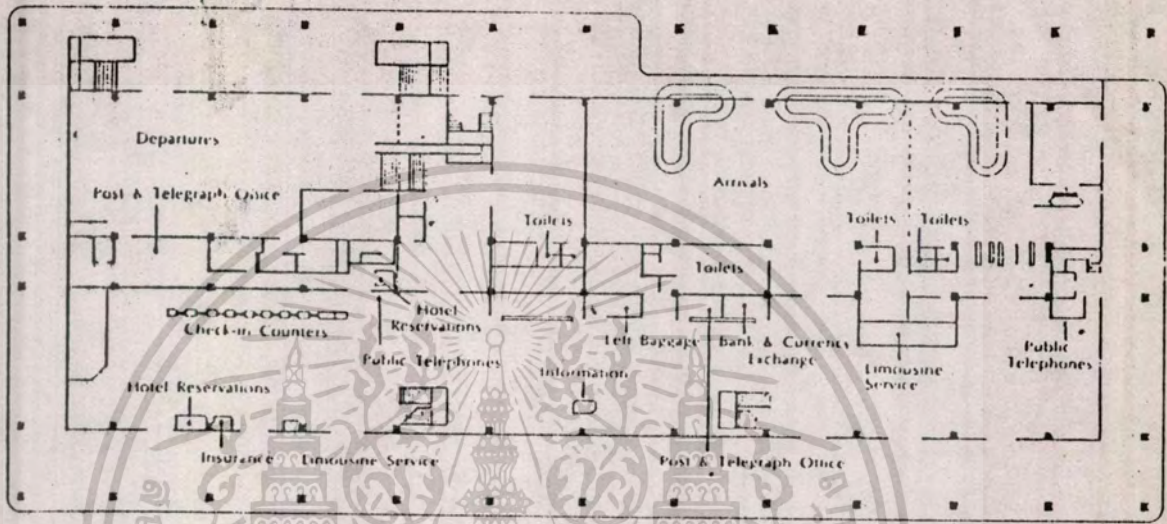 Departures
Post & Telegraph Office
Arrivals
Toilets
Toilets
Toilets
Toilets
Hotel
Reservations
Check-in Counters
Public Telephones
Left Baggage
Bank & Currency
Exchange
Limousine
Service
Public
Telephones
Hotel Reservations
Information
Insurance
Limousine Service
Post & Telegraph Office